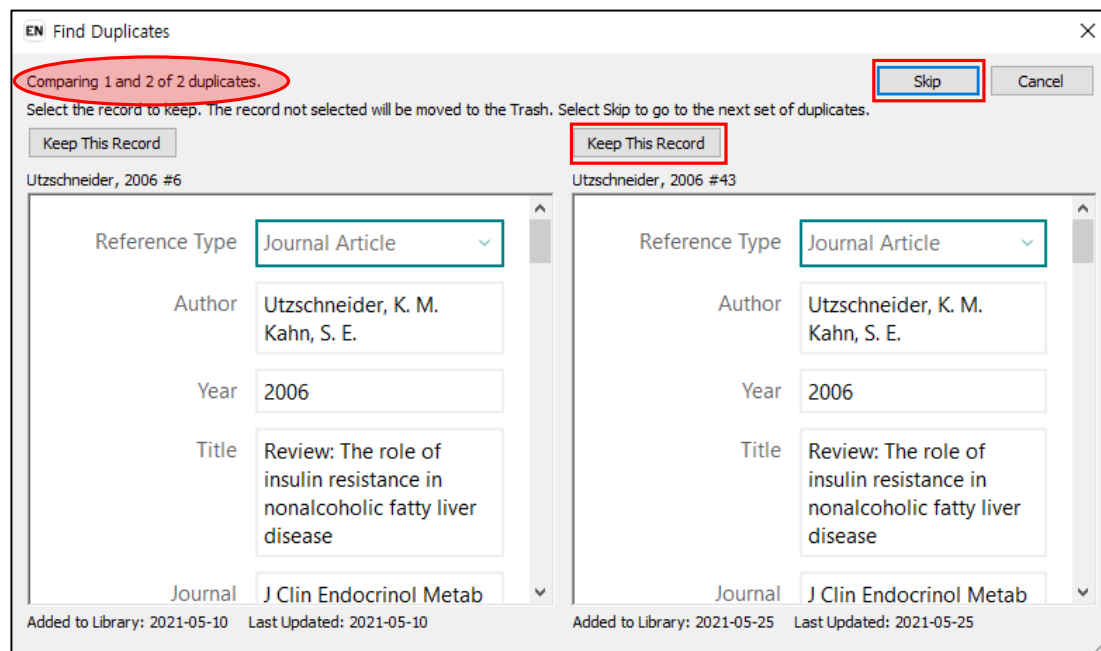 EN Find Duplicates
Comparing 1 and 2 of 2 duplicates.
Skip
Cancel
Select the record to keep. The record not selected will be moved to the Trash. Select Skip to go to the next set of duplicates.
Keep This Record
Keep This Record
Utzschneider, 2006 #6
Utzschneider, 2006 #43
Reference Type
Journal Article
Author
Utzschneider, K. M.
Kahn, S. E.
Year
2006
Title
Review: The role of
insulin resistance in
nonalcoholic fatty liver
disease
Journal
J Clin Endocrinol Metab
Added to Library: 2021-05-10 Last Updated: 2021-05-10
Reference Type
Journal Article
Author
Utzschneider, K. M.
Kahn, S. E.
Year
2006
Title
Review: The role of
insulin resistance in
nonalcoholic fatty liver
disease
Journal
J Clin Endocrinol Metab
Added to Library: 2021-05-25 Last Updated: 2021-05-25